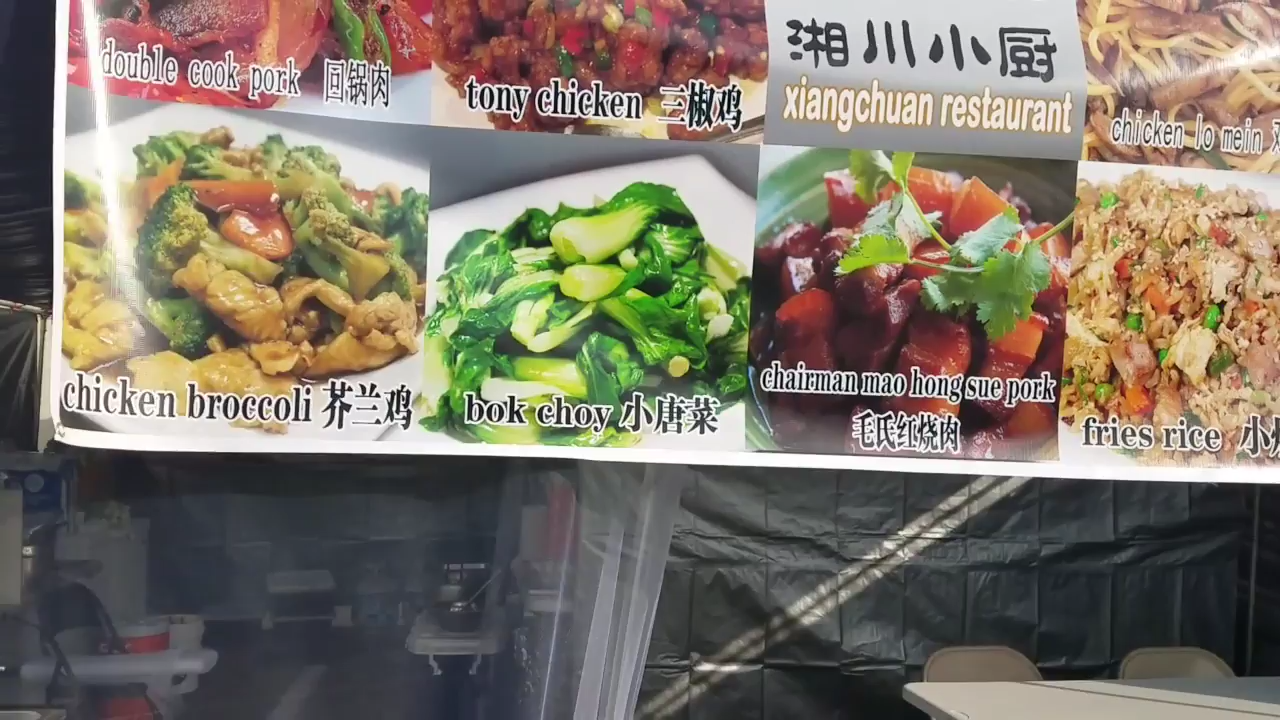 double cook pork 回锅肉
tony chicken 三椒鸡
湘川小厨
xiangchuan restaurant
chicken lo mein
chicken broccoli 芥兰鸡
bok choy 小唐菜
chairman mao hong sue pork
毛氏红烧肉
fries rice 小